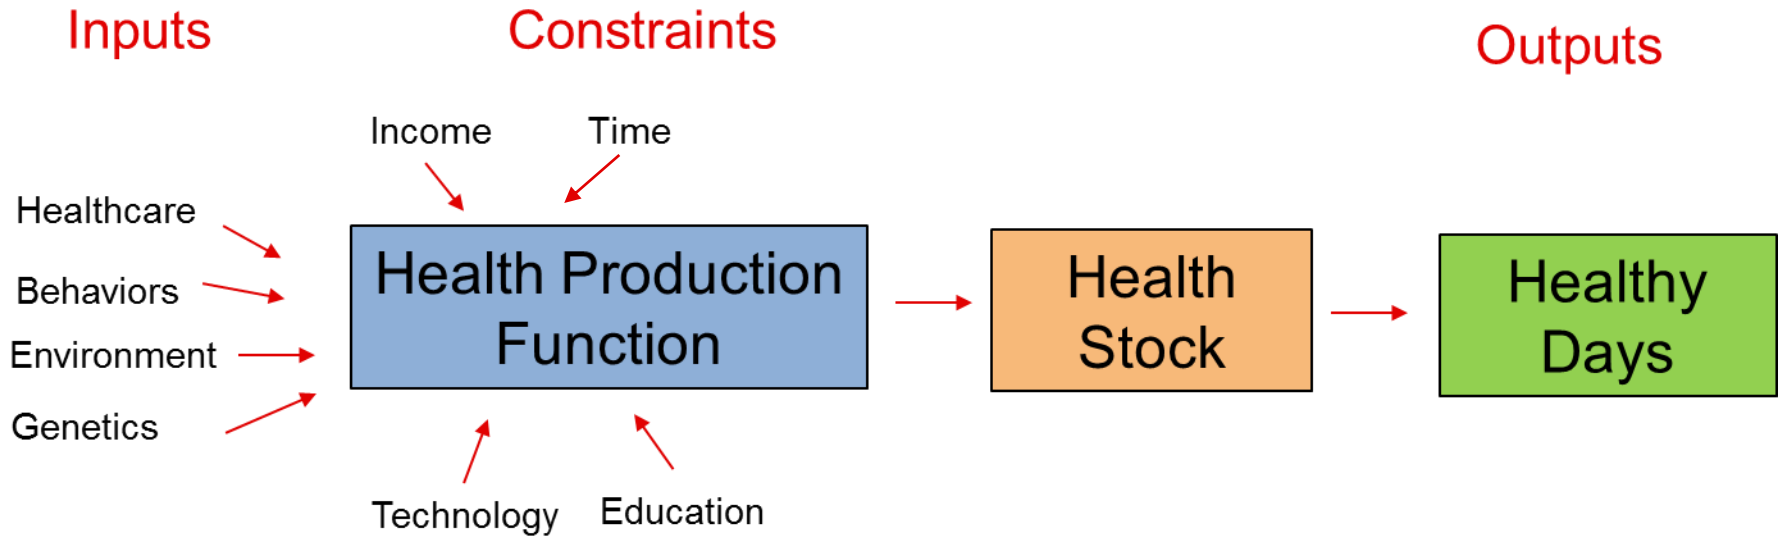 Inputs
Constraints
Outputs
Income
Time
Healthcare
Behaviors
Environment
Genetics
Health Production
Function
Health
Stock
Healthy
Days
Technology
Education